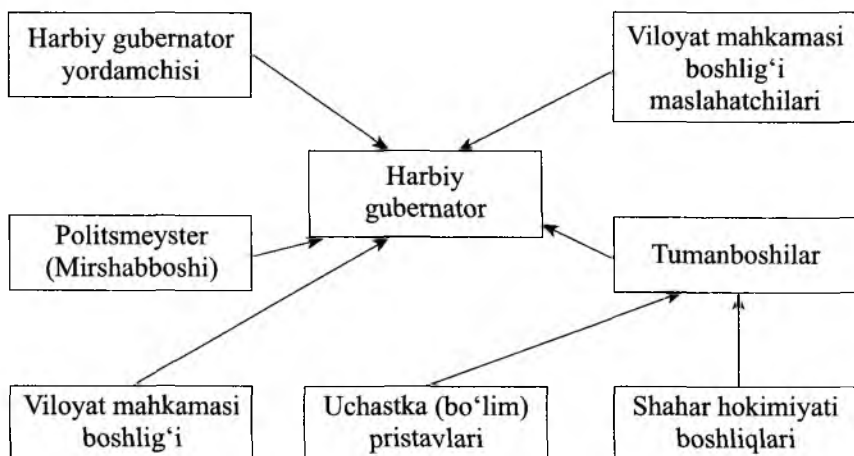 Harbiy gubernator
yordamchisi
Viloyat mahkamasi
boshlig‘i
maslahatchilari
Harbiy
gubernator
Politsmeyster
(Mirshabboshi)
Tumanboshilar
Viloyat mahkamasi
boshlig‘i
Uchastka (bo‘lim)
pristavlari
Shahar hokimiyati
boshliqlari